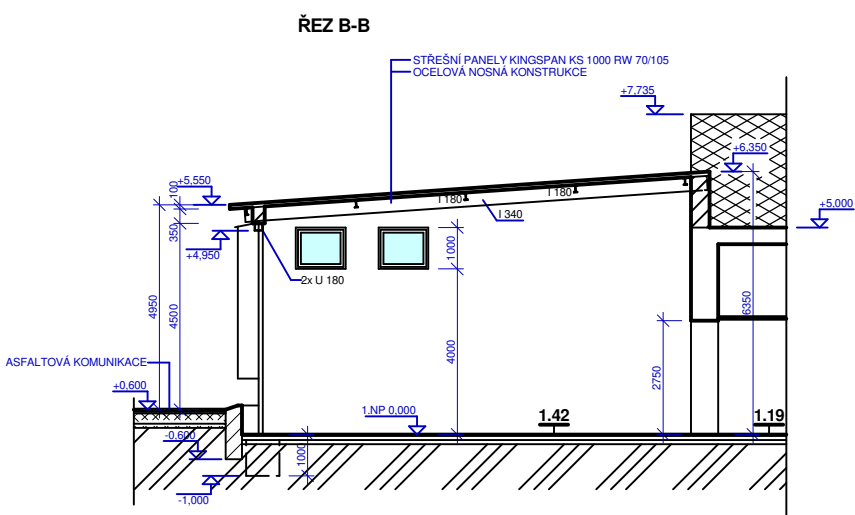 ŘEZ B-B
STŘEŠNÍ PANELY KINGSPAN KS 1000 RW 70/105
OCELOVÁ NOSNÁ KONSTRUKCE
+7,735
+6,350
+5,550
100
I 180
I 180
I 340
+5,000
350
+4,950
1000
2x U 180
4950
4500
6350
4000
2750
ASFALTOVÁ KOMUNIKACE
+0,600
1.NP 0,000
1.42
1.19
-0,600
1000
-1,000